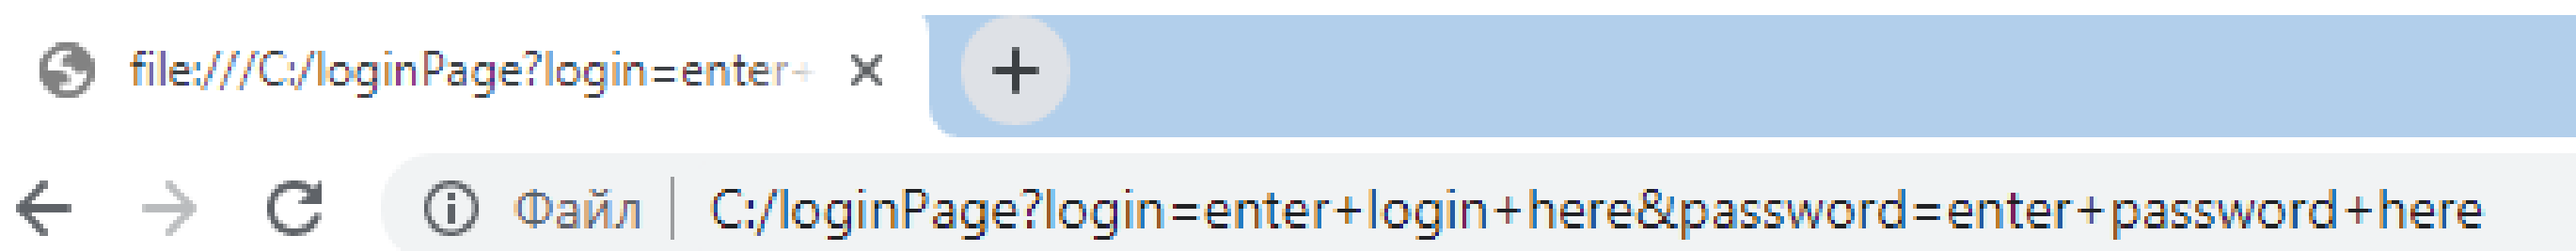 file:///C:/loginPage?login=enter+
Файл | C:/loginPage?login=enter+login+here&password=enter+password+here